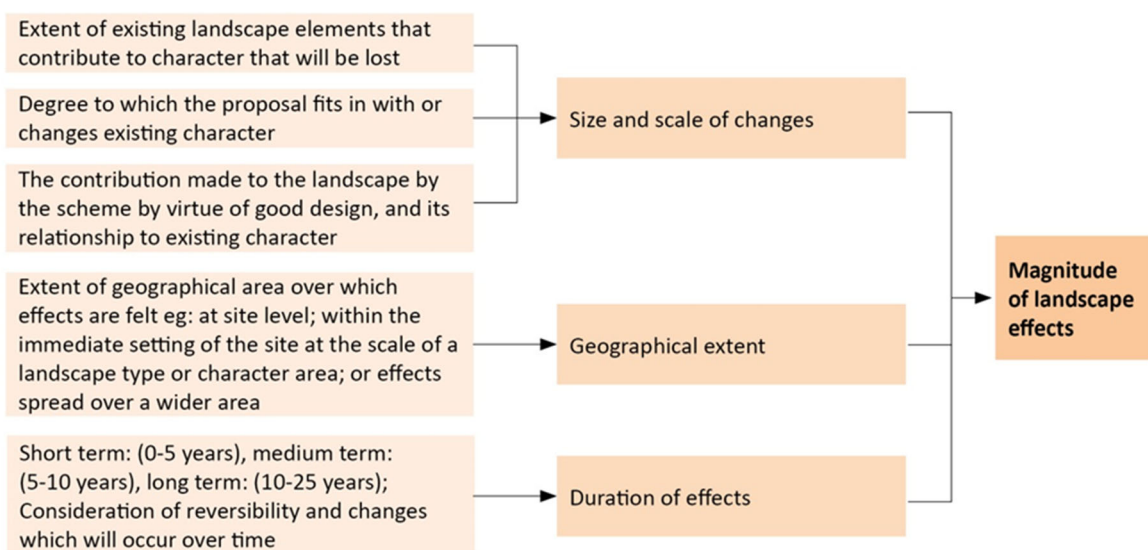 Extent of existing landscape elements that
contribute to character that will be lost
Degree to which the proposal fits in with or
changes existing character
The contribution made to the landscape by
the scheme by virtue of good design, and its
relationship to existing character
Size and scale of changes
Extent of geographical area over which
effects are felt eg: at site level; within the
immediate setting of the site at the scale of a
landscape type or character area; or effects
spread over a wider area
Geographical extent
Short term: (0-5 years), medium term:
(5-10 years), long term: (10-25 years);
Consideration of reversibility and changes
which will occur over time
Duration of effects
Magnitude
of landscape
effects